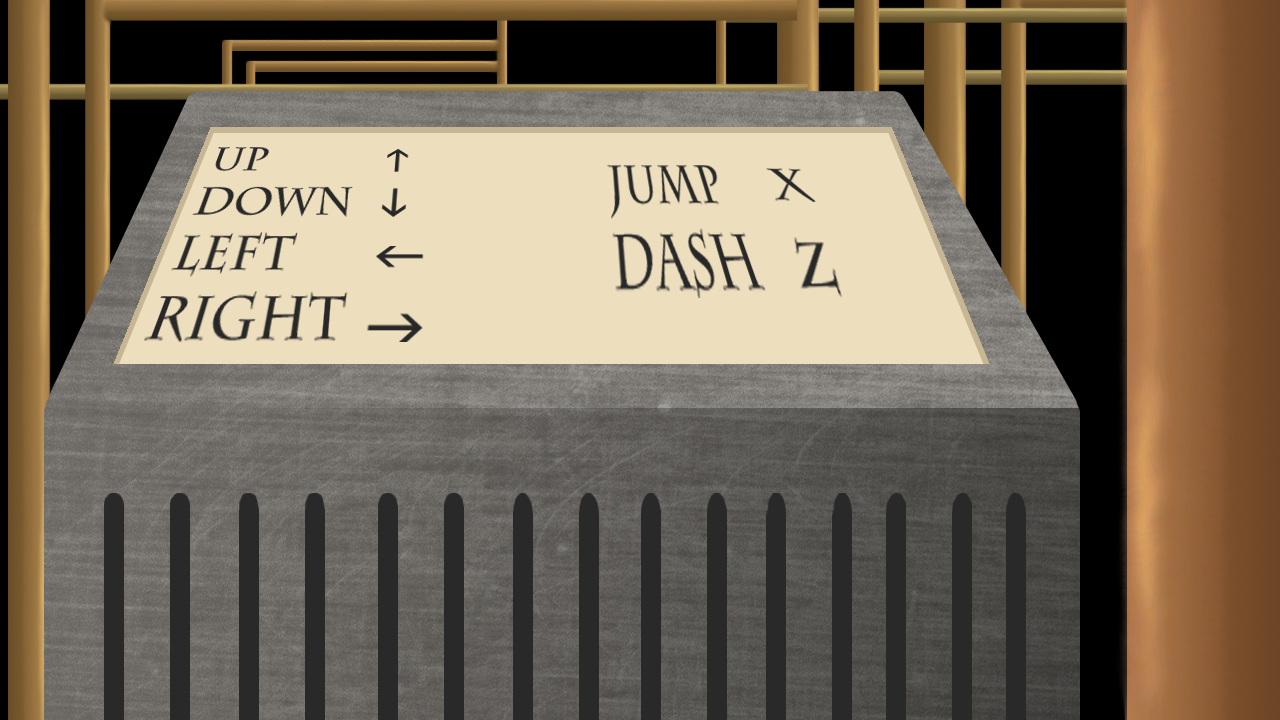 UP ↑
DOWN ↓
LEFT ←
RIGHT →
JUMP X
DASH Z